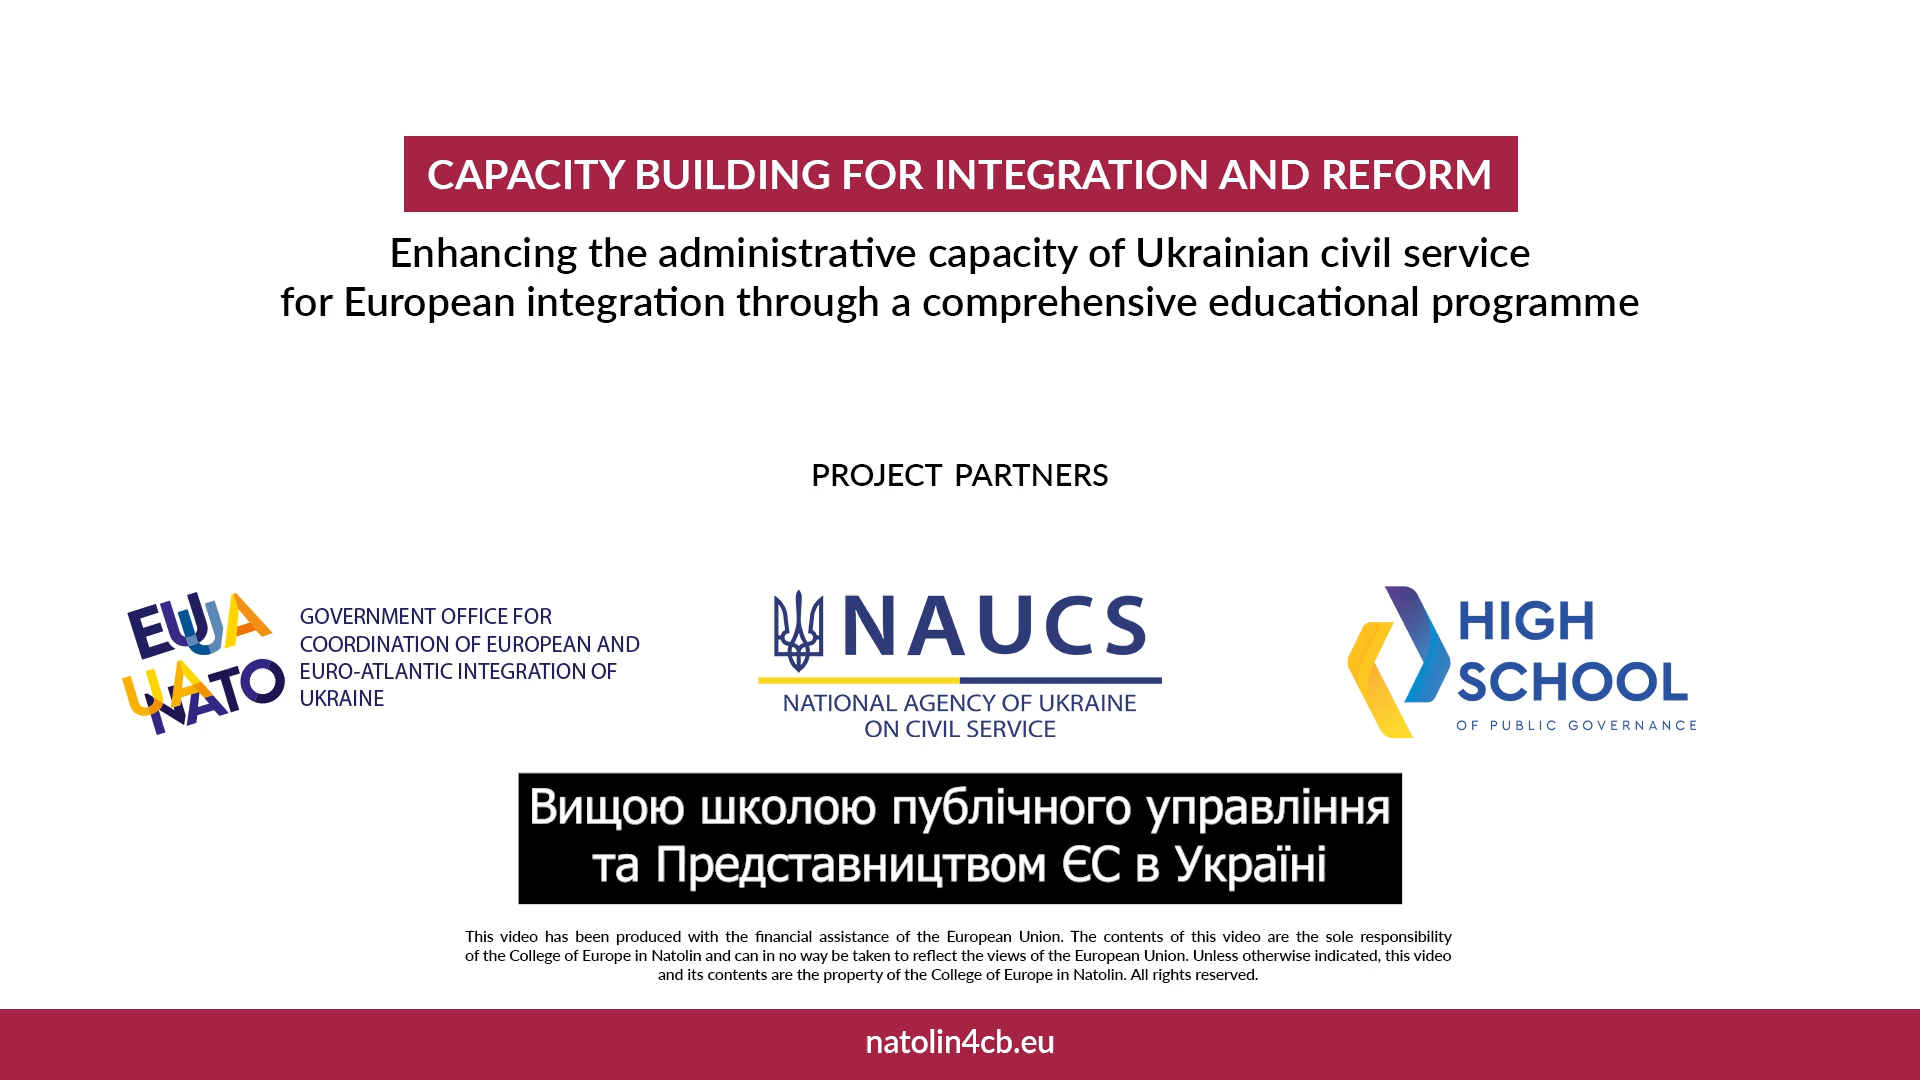 CAPACITY BUILDING FOR INTEGRATION AND REFORM
Enhancing the administrative capacity of Ukrainian civil service
for European integration through a comprehensive educational programme
PROJECT PARTNERS
EU UA
UA NATO
GOVERNMENT OFFICE FOR
COORDINATION OF EUROPEAN AND
EURO-ATLANTIC INTEGRATION OF
UKRAINE
NAUCS
NATIONAL AGENCY OF UKRAINE
ON CIVIL SERVICE
HIGH
SCHOOL
OF PUBLIC GOVERNANCE
Вищою школою публічного управління
та Представництвом ЄС в Україні
This video has been produced with the financial assistance of the European Union. The contents of this video are the sole responsibility
of the College of Europe in Natolin and can in no way be taken to reflect the views of the European Union. Unless otherwise indicated, this video
and its contents are the property of the College of Europe in Natolin. All rights reserved.
natolin4cb.eu